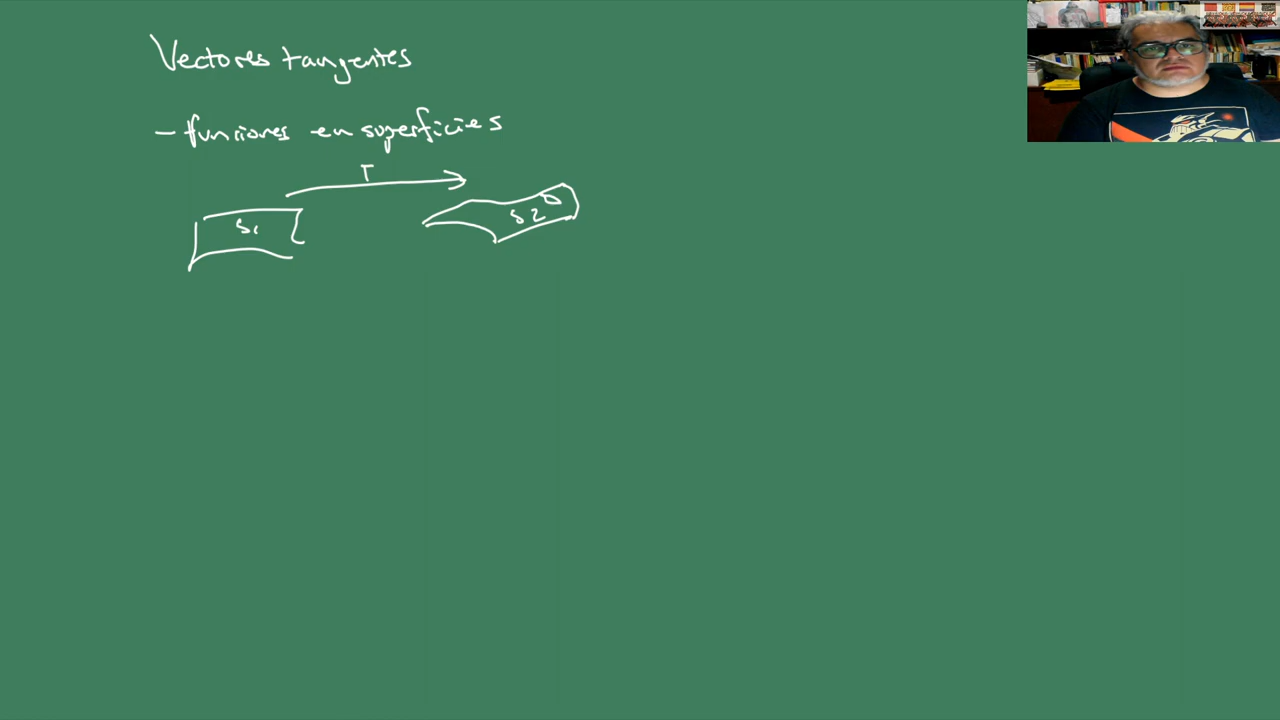 Vectores tangentes
- funciones en superficies
T
S1 S2